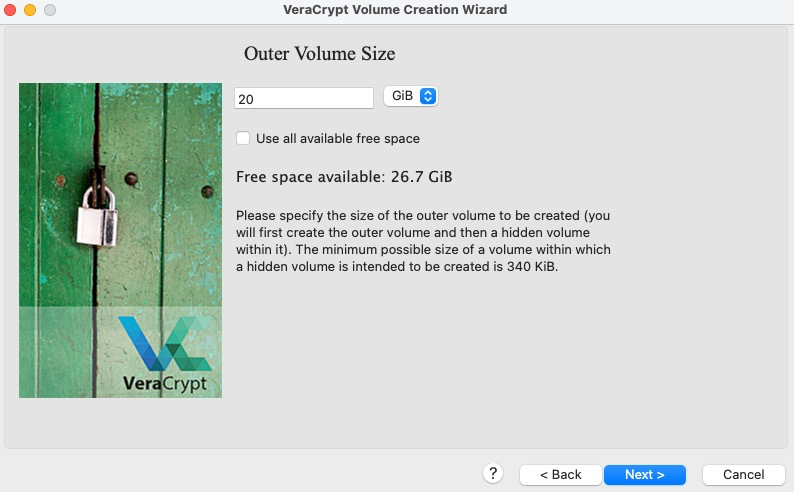 VeraCrypt Volume Creation Wizard
Outer Volume Size
20
GiB
Use all available free space
Free space available: 26.7 GiB
Please specify the size of the outer volume to be created (you
will first create the outer volume and then a hidden volume
within it). The minimum possible size of a volume within which
a hidden volume is intended to be created is 340 KiB.
VeraCrypt
?
< Back
Next >
Cancel